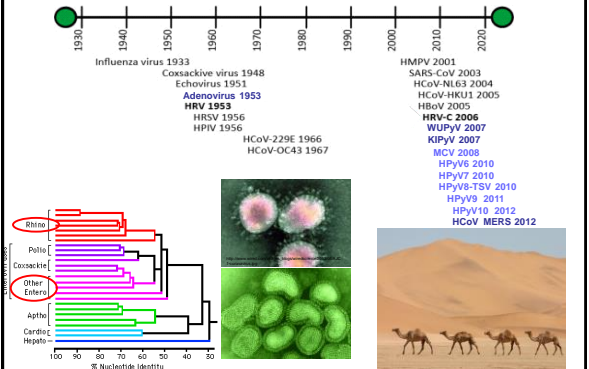 1930 1940 1950 1960 1970 1980 1990 2000 2010 2020
Influenza virus 1933
Coxsackive virus 1948
Echovirus 1951
Adenovirus 1953
HRV 1953
HRSV 1956
HPIV 1956
HCoV-229E 1966
HCoV-OC43 1967
HMPV 2001
SARS-CoV 2003
HCoV-NL63 2004
HCoV-HKU1 2005
HBoV 2005
HRV-C 2006
WUPyV 2007
KIPyV 2007
MCV 2008
HPyV6 2010
HPyV7 2010
HPyV8-TSV 2010
HPyV9 2011
HPyV10 2012
HCoV MERS 2012
Rhino
Polio
Coxsackie
Other
Entero
Aptho
Cardio
Hepato
100 90 80 70 60 50 40 30
% Nucleotide Identity